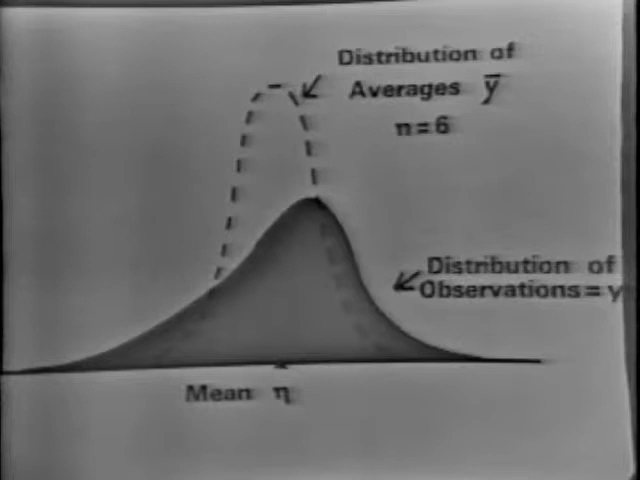 Distribution of
Averages ȳ
n=6
Distribution of
Observations = y
Mean η